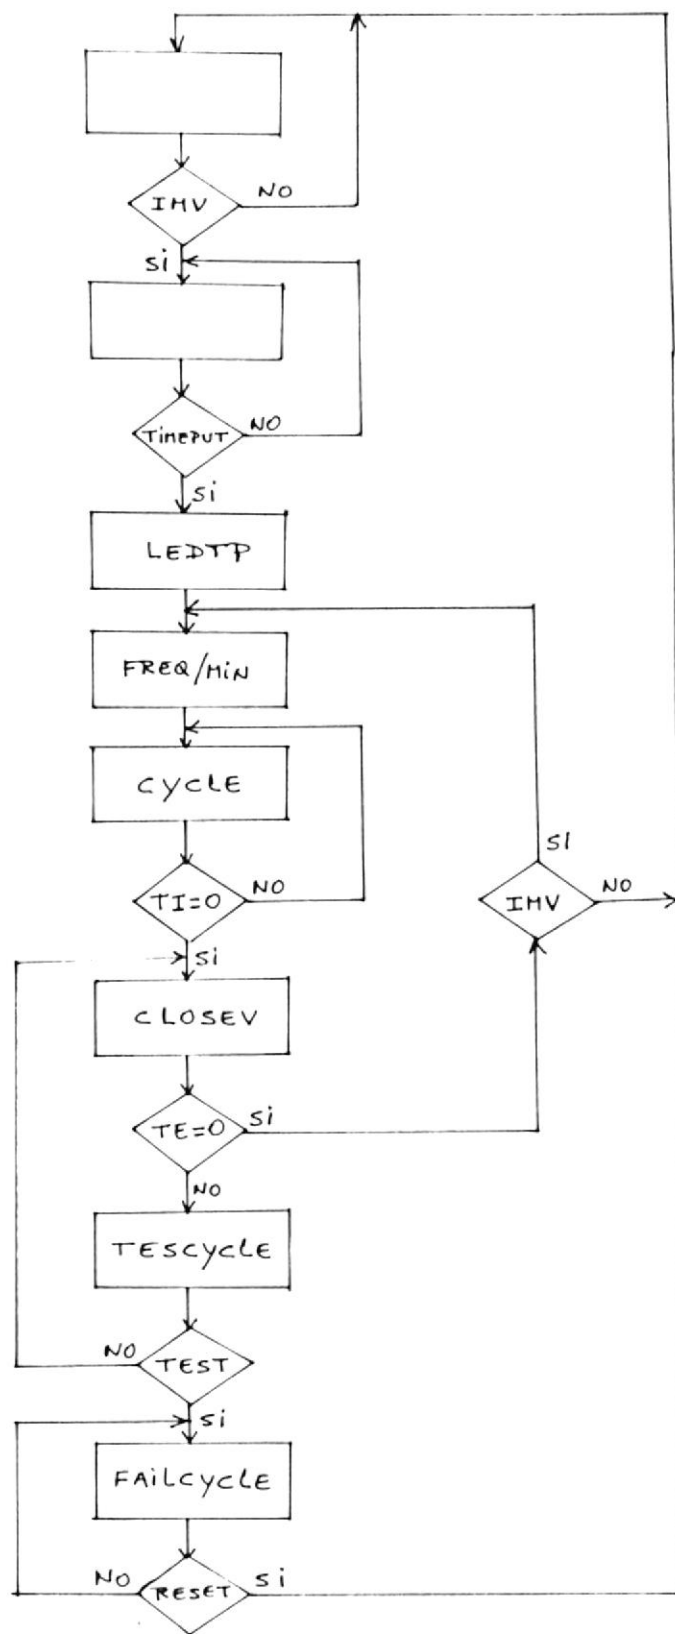 IMV
NO
Si
TiMEPUT
NO
Si
LEDTP
FREQ/MiN
CYCLE
TI=0
NO
Si
IMV
NO
SI
CLOSEV
TE=0
Si
NO
TESCYCLE
TEST
NO
Si
FAiLCYCLE
NO
RESET
Si